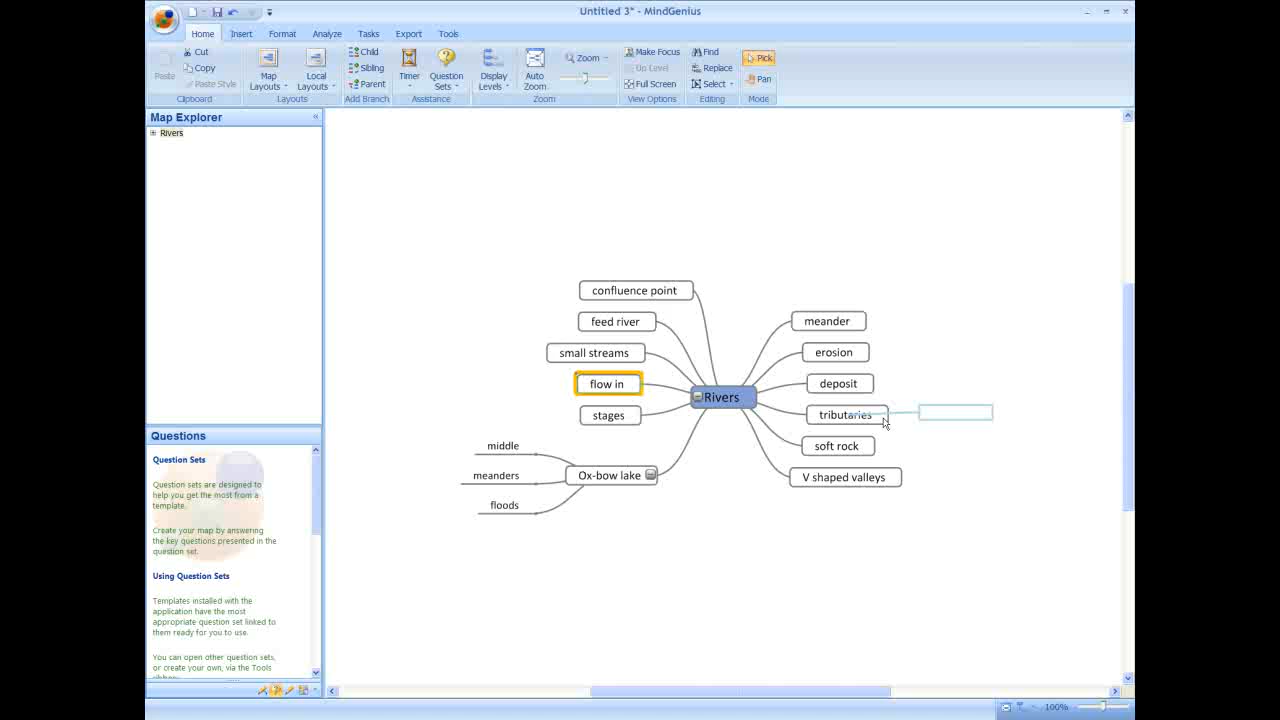 Untitled 3* - MindGenius
Home Insert Format Analyze Tasks Export Tools
Paste
Cut
Copy
Paste Style
Clipboard
Map Layouts
Local Layouts
Layouts
Child
Sibling
Parent
Add Branch
Timer
Question Sets
Assistance
Display Levels
Auto Zoom
Zoom
Zoom
Make Focus
Up Level
Full Screen
View Options
Find
Replace
Select
Editing
Pick
Pan
Mode
Map Explorer
Rivers
Questions
Question Sets
Question sets are designed to
help you get the most from a
template.
Create your map by answering
the key questions presented in the
question set.
Using Question Sets
Templates installed with the
application have the most
appropriate question set linked to
them ready for you to use.
You can open other question sets,
or create your own, via the Tools
confluence point
feed river
small streams
flow in
stages
Ox-bow lake
middle
meanders
floods
Rivers
meander
erosion
deposit
tributaries
soft rock
V shaped valleys
100%